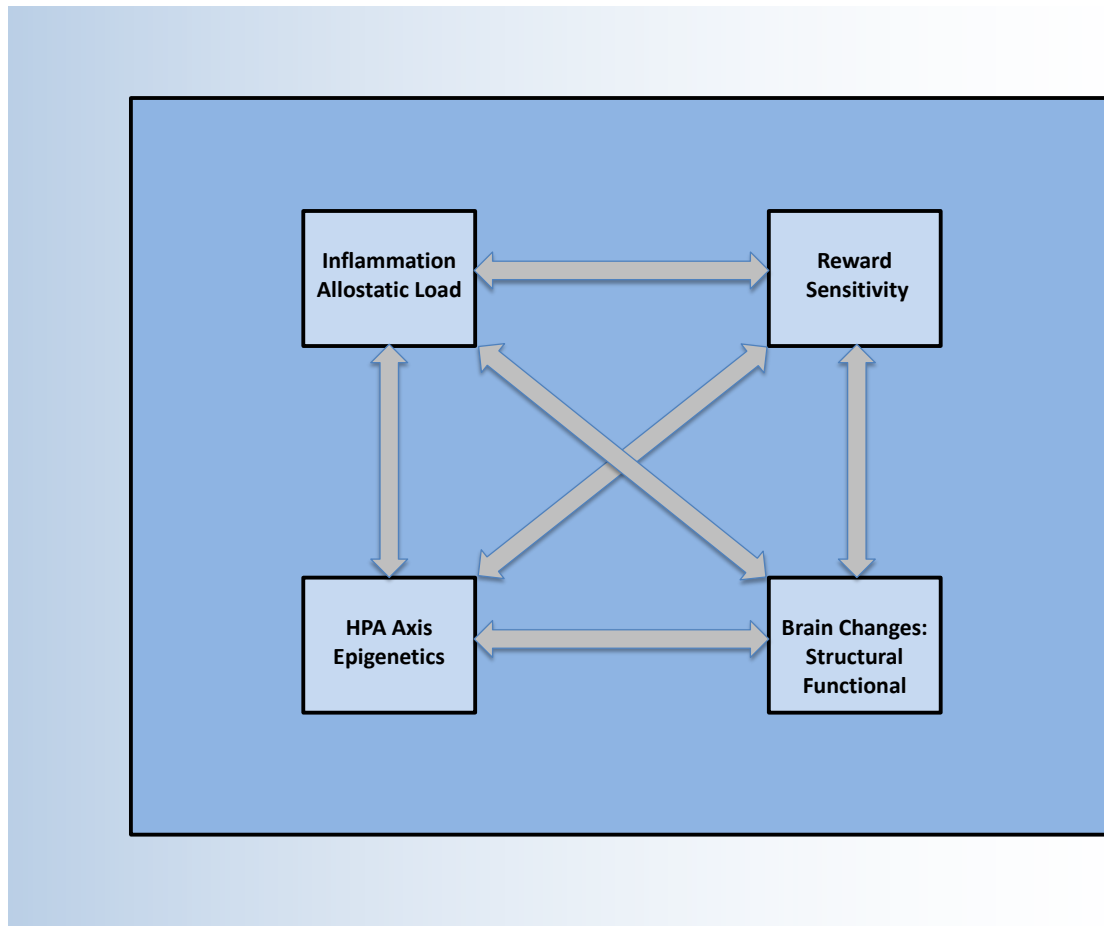 Inflammation
Allostatic Load
Reward
Sensitivity
HPA Axis
Epigenetics
Brain Changes:
Structural
Functional